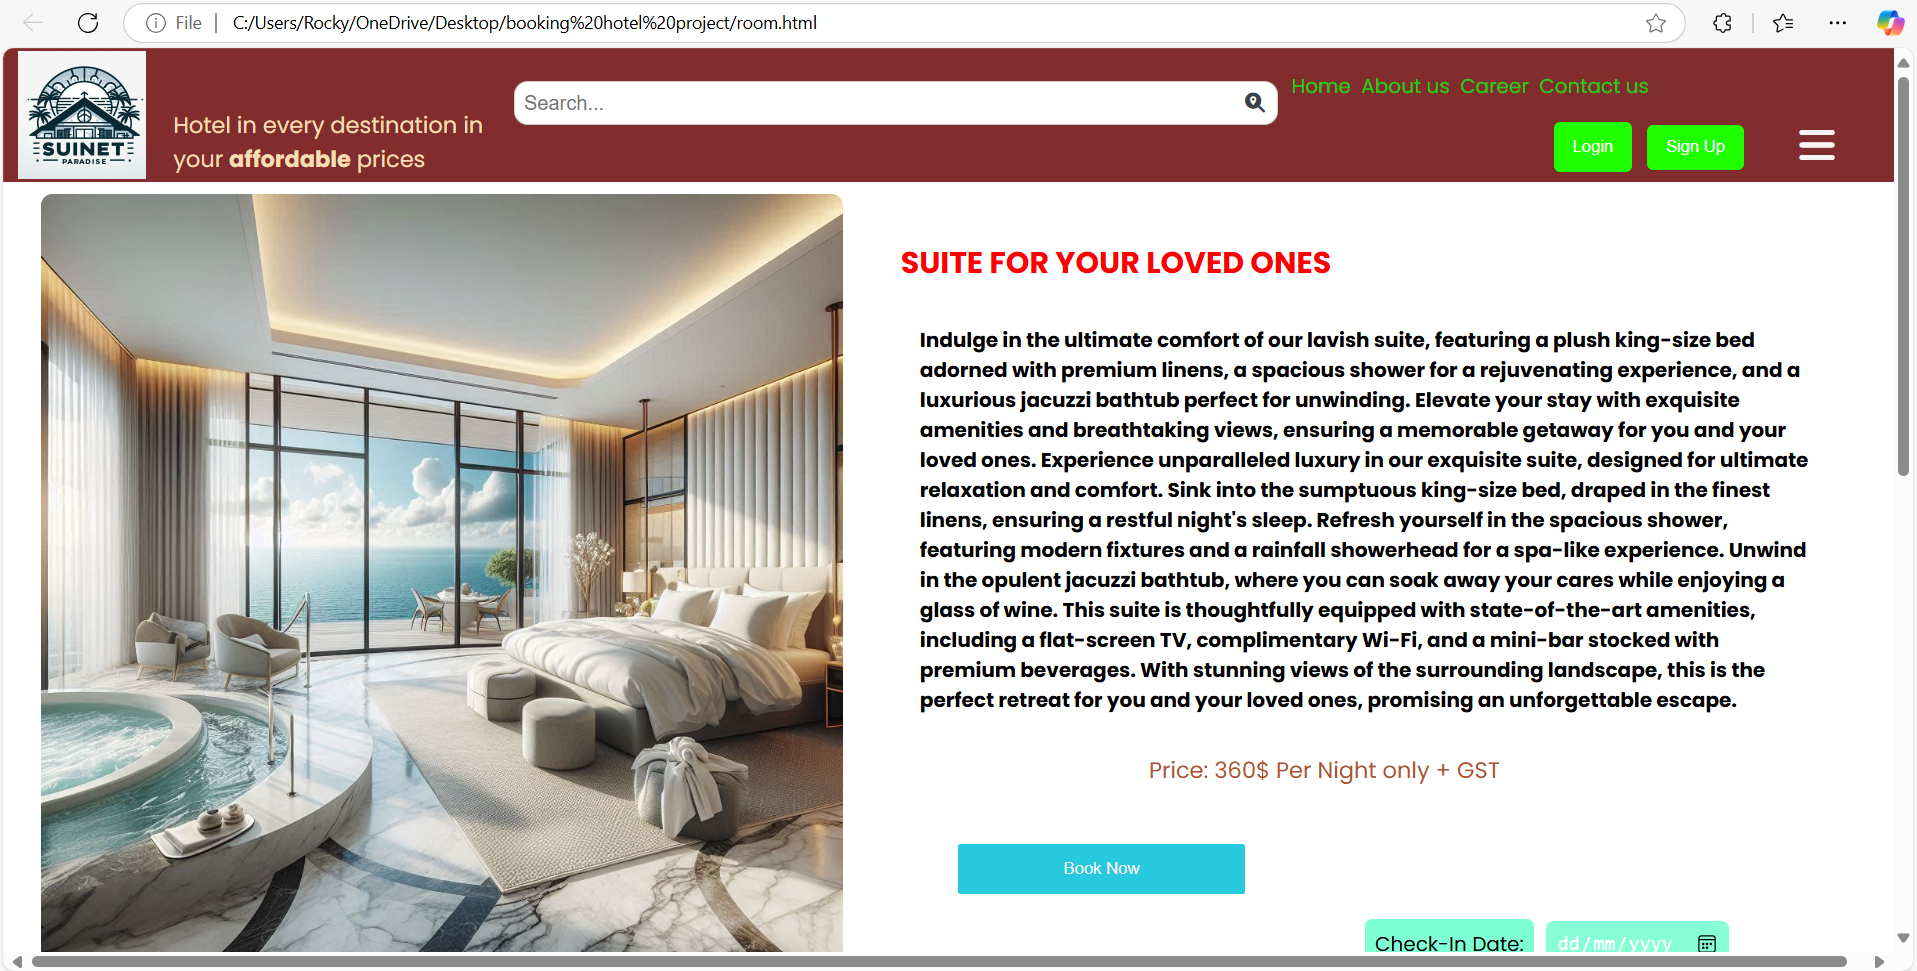 File
C:/Users/Rocky/OneDrive/Desktop/booking%20hotel%20project/room.html
SUINET
PARADISE
Hotel in every destination in
your affordable prices
Search...
Home About us Career Contact us
Login
Sign Up
SUITE FOR YOUR LOVED ONES
Indulge in the ultimate comfort of our lavish suite, featuring a plush king-size bed
adorned with premium linens, a spacious shower for a rejuvenating experience, and a
luxurious jacuzzi bathtub perfect for unwinding. Elevate your stay with exquisite
amenities and breathtaking views, ensuring a memorable getaway for you and your
loved ones. Experience unparalleled luxury in our exquisite suite, designed for ultimate
relaxation and comfort. Sink into the sumptuous king-size bed, draped in the finest
linens, ensuring a restful night's sleep. Refresh yourself in the spacious shower,
featuring modern fixtures and a rainfall showerhead for a spa-like experience. Unwind
in the opulent jacuzzi bathtub, where you can soak away your cares while enjoying a
glass of wine. This suite is thoughtfully equipped with state-of-the-art amenities,
including a flat-screen TV, complimentary Wi-Fi, and a mini-bar stocked with
premium beverages. With stunning views of the surrounding landscape, this is the
perfect retreat for you and your loved ones, promising an unforgettable escape.
Price: 360$ Per Night only + GST
Book Now
Check-In Date:
dd/mm/yyyy